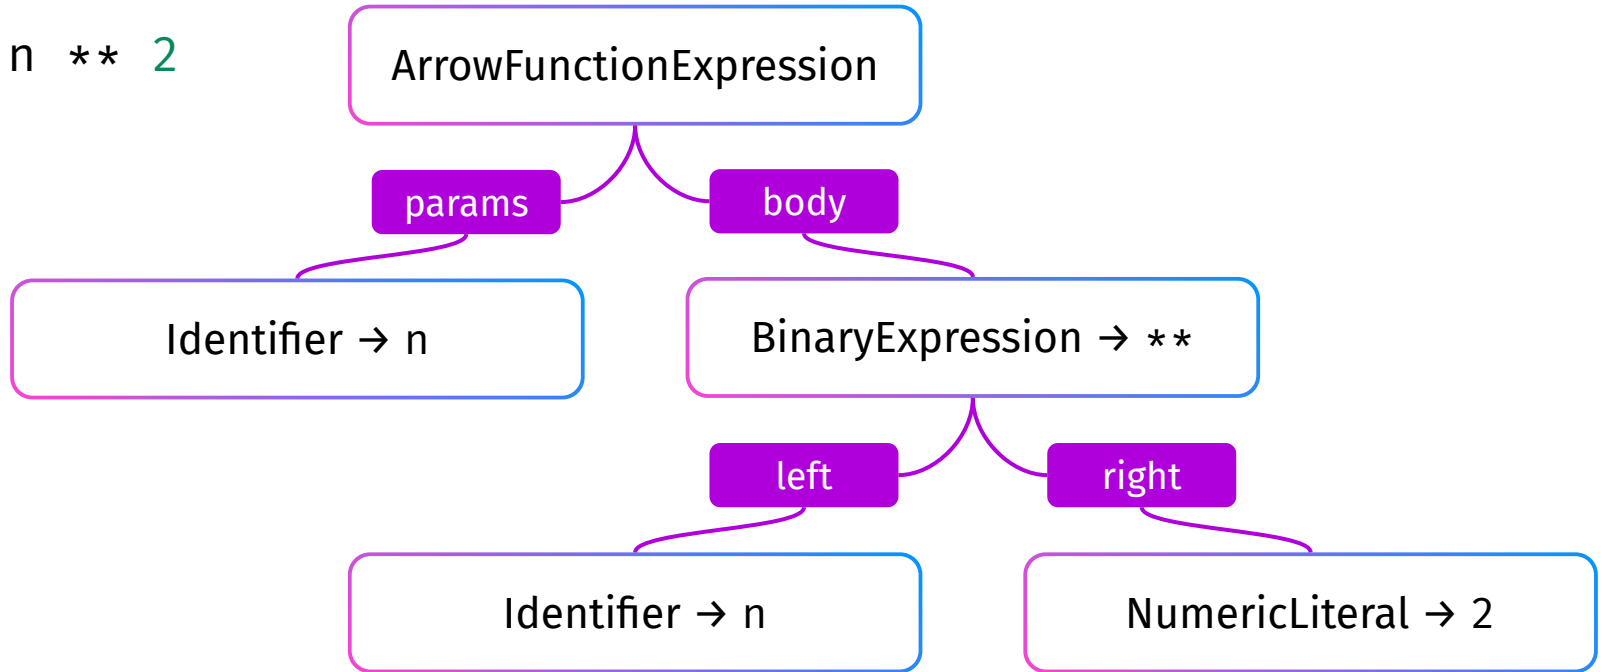 n ** 2
ArrowFunctionExpression
params
body
Identifier → n
BinaryExpression → **
left
right
Identifier → n
NumericLiteral → 2